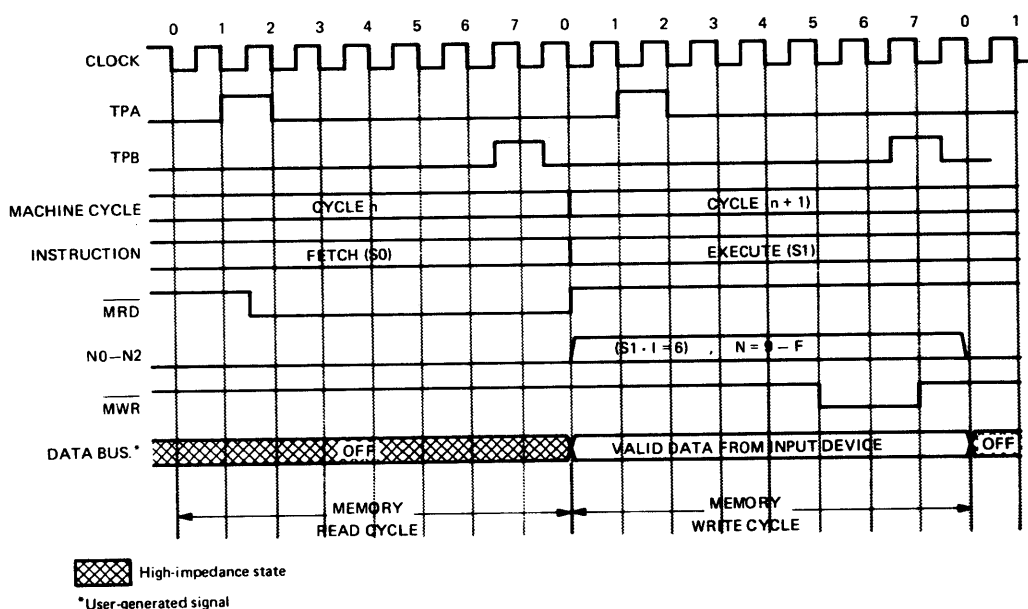 0 1 2 3 4 5 6 7 0 1 2 3 4 5 6 7 0 1
CLOCK
TPA
TPB
MACHINE CYCLE CYCLE n CYCLE (n + 1)
INSTRUCTION FETCH (S0) EXECUTE (S1)
MRD
N0–N2 (S1 · I = 6) , N = 9 – F
MWR
DATA BUS.* OFF VALID DATA FROM INPUT DEVICE OFF
MEMORY MEMORY
READ CYCLE WRITE CYCLE
High-impedance state
*User-generated signal